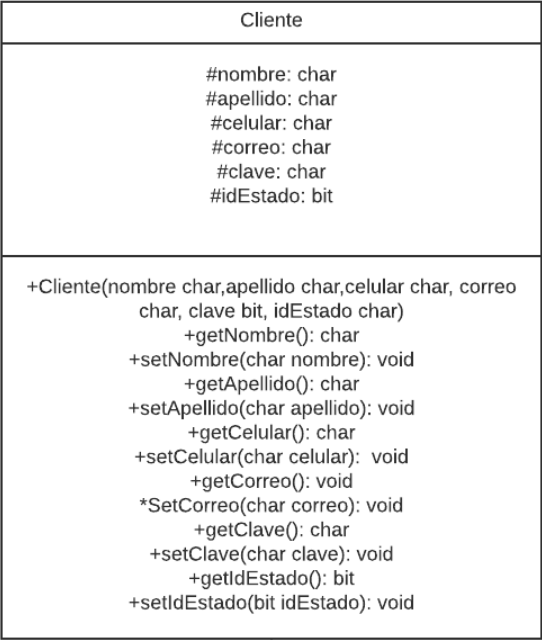 Cliente
#nombre: char
#apellido: char
#celular: char
#correo: char
#clave: char
#idEstado: bit
+Cliente(nombre char,apellido char,celular char, correo
char, clave bit, idEstado char)
+getNombre(): char
+setNombre(char nombre): void
+getApellido(): char
+setApellido(char apellido): void
+getCelular(): char
+setCelular(char celular):  void
+getCorreo(): void
*SetCorreo(char correo): void
+getClave(): char
+setClave(char clave): void
+getIdEstado(): bit
+setIdEstado(bit idEstado): void